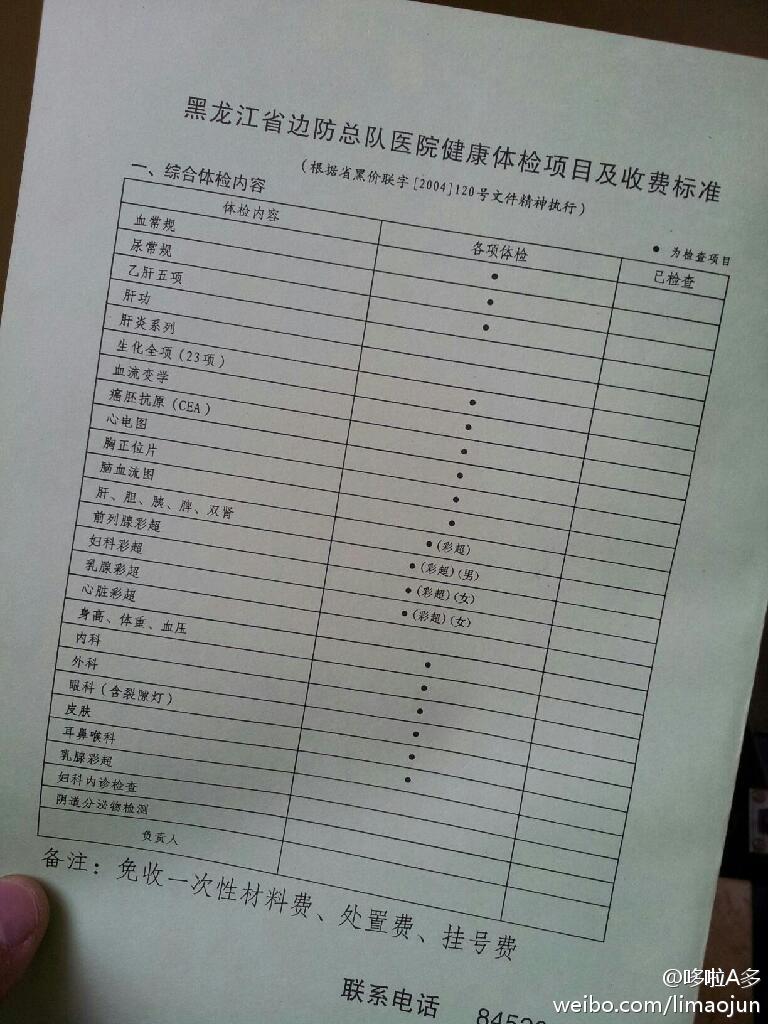 黑龙江省边防总队医院健康体检项目及收费标准
(根据省黑价联字[2004]120号文件精神执行)
一、综合体检内容
● 为检查项目
体检内容 各项体检 已检查
血常规 ●
尿常规 ●
乙肝五项 ●
肝功
肝炎系列
生化全项(23项) ●
血流变学 ●
癌胚抗原(CEA) ●
心电图 ●
胸正位片 ●
脑血流图 ●
肝、胆、胰、脾、双肾 ●(彩超)
前列腺彩超 ●(彩超)(男)
妇科彩超 ●(彩超)(女)
乳腺彩超 ●(彩超)(女)
心脏彩超
身高、体重、血压 ●
内科 ●
外科 ●
眼科(含裂隙灯) ●
皮肤 ●
耳鼻喉科 ●
乳腺彩超
妇科内诊检查
阴道分泌物检测
负责人
备注：免收一次性材料费、处置费、挂号费
联系电话 8452
@哆啦A多
weibo.com/limaojun